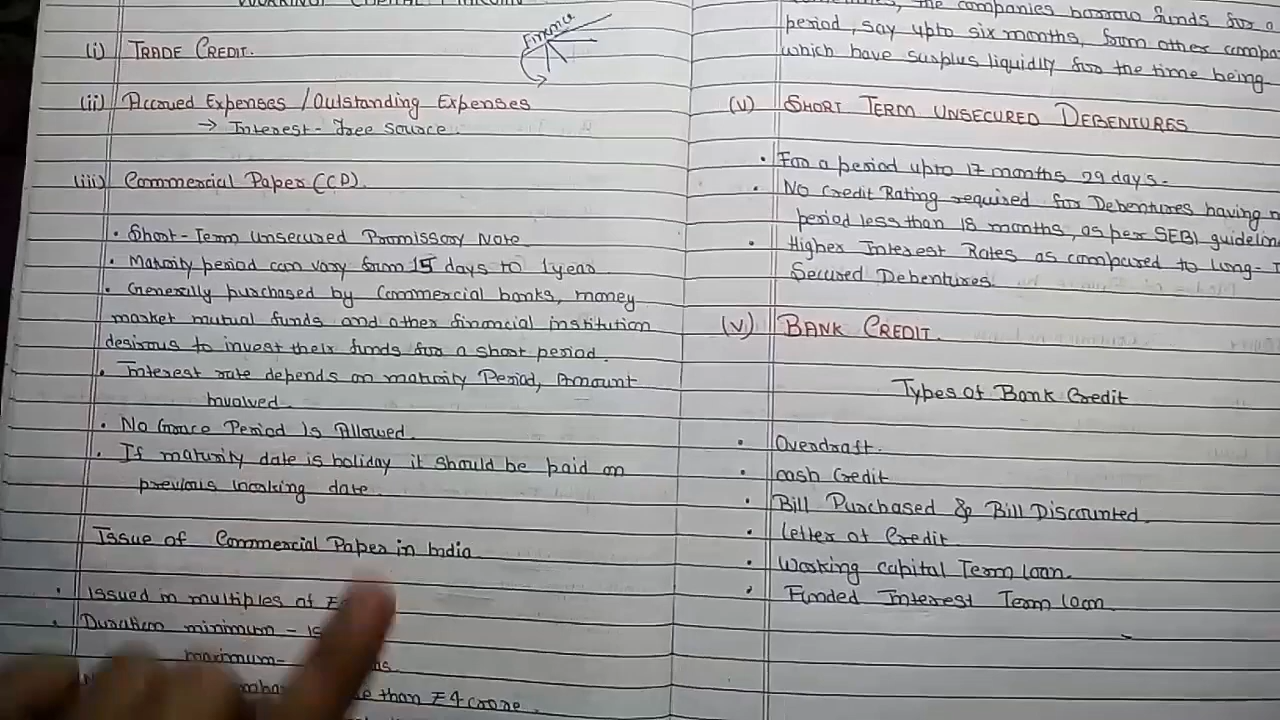 WORKING CAPITAL
(i) TRADE CREDIT.
Finance
(ii) Accrued Expenses / Outstanding Expenses
→ Interest-free source.
(iii) Commercial Paper (CP).
• Short-Term Unsecured Promissory Note
• Maturity period can vary from 15 days to 1 year
• Generally purchased by Commercial banks, money
market mutual funds and other financial institution
desirous to invest their funds for a short period.
• Interest rate depends on maturity Period, Amount
Involved
• No Grace Period Is Allowed.
• If maturity date is holiday it should be paid on
previous working date
Issue of Commercial Paper in India
• Issued in multiples of ₹
• Duration minimum - 15
maximum-
than ₹4 crore.
the companies borrow funds for a
period, say upto six months, from other
which have surplus liquidity for the time being
(v) SHORT TERM UNSECURED DEBENTURES
• For a period upto 17 months 29 days.
• No Credit Rating required for Debentures having
period less than 18 months, as per SEBI
• Higher Interest Rates as compared to Long-
Secured Debentures.
(v) BANK CREDIT.
Types of Bank Credit
• Overdraft.
• Cash Credit
• Bill Purchased & Bill Discounted
• Letter of Credit
• Working Capital Term loan.
• Funded Interest Term loan